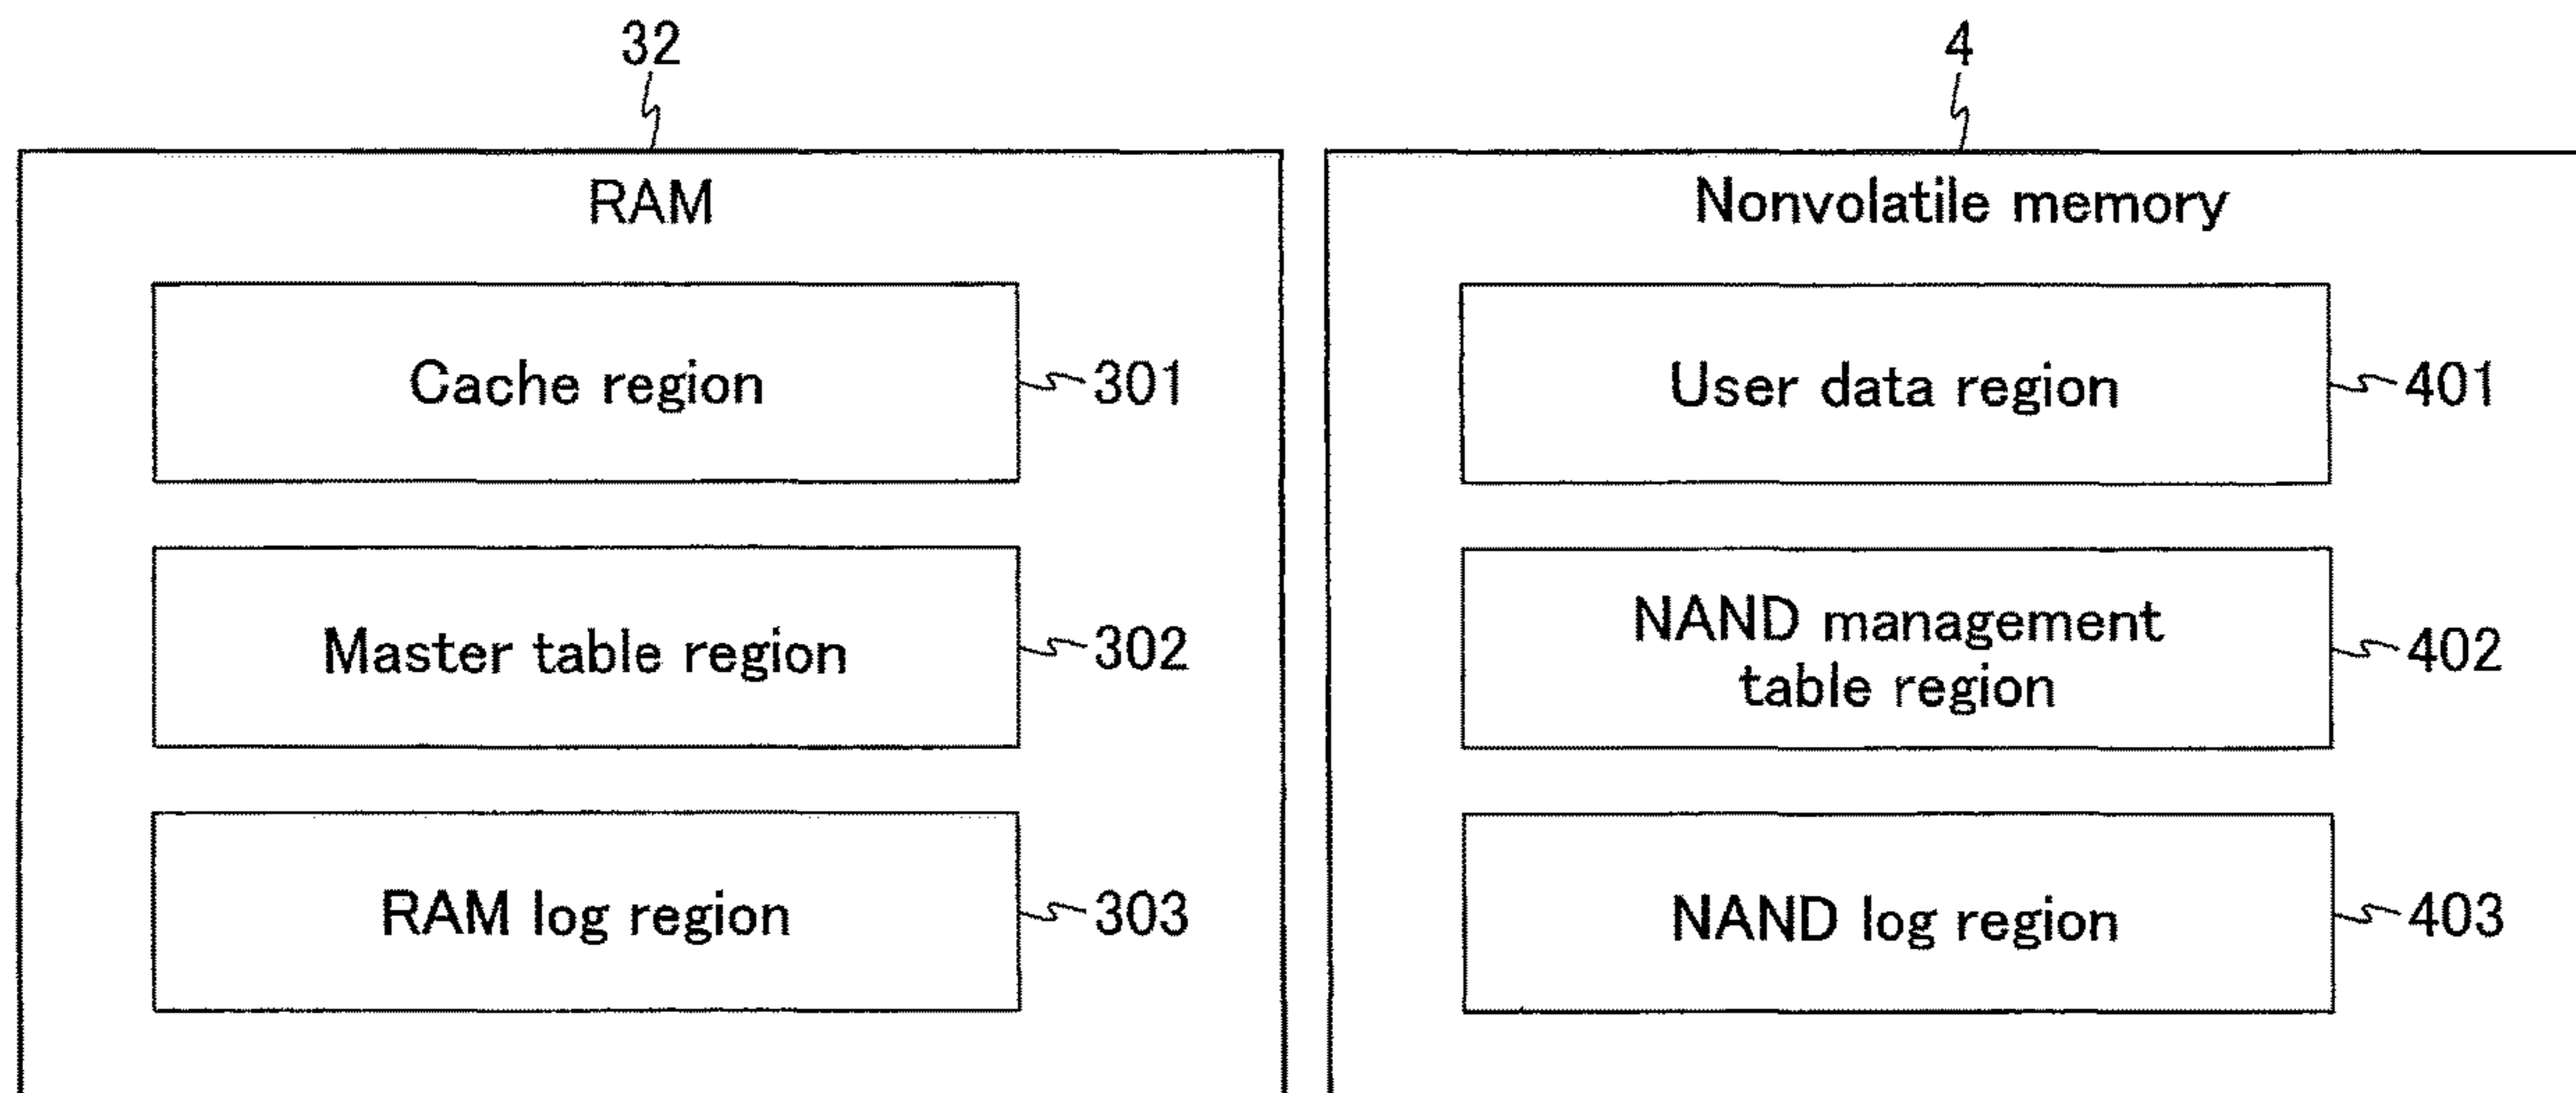 32
RAM
Cache region
301
Master table region
302
RAM log region
303
4
Nonvolatile memory
User data region
401
NAND management
table region
402
NAND log region
403